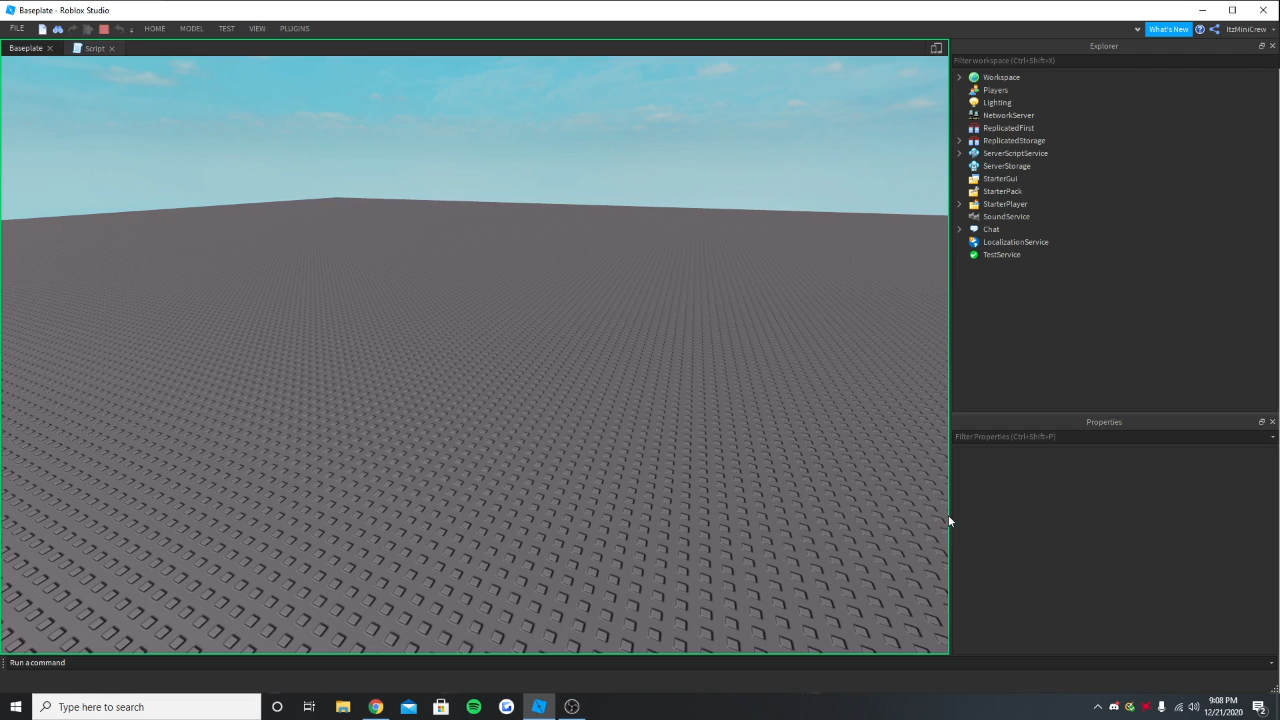 Baseplate - Roblox Studio
FILE HOME MODEL TEST VIEW PLUGINS What's New ItzMiniCrew
Baseplate Script
Explorer
Filter workspace (Ctrl+Shift+X)
Workspace
Players
Lighting
NetworkServer
ReplicatedFirst
ReplicatedStorage
ServerScriptService
ServerStorage
StarterGui
StarterPack
StarterPlayer
SoundService
Chat
LocalizationService
TestService
Properties
Filter Properties (Ctrl+Shift+P)
Run a command
Type here to search
9:08 PM
12/21/2020
2